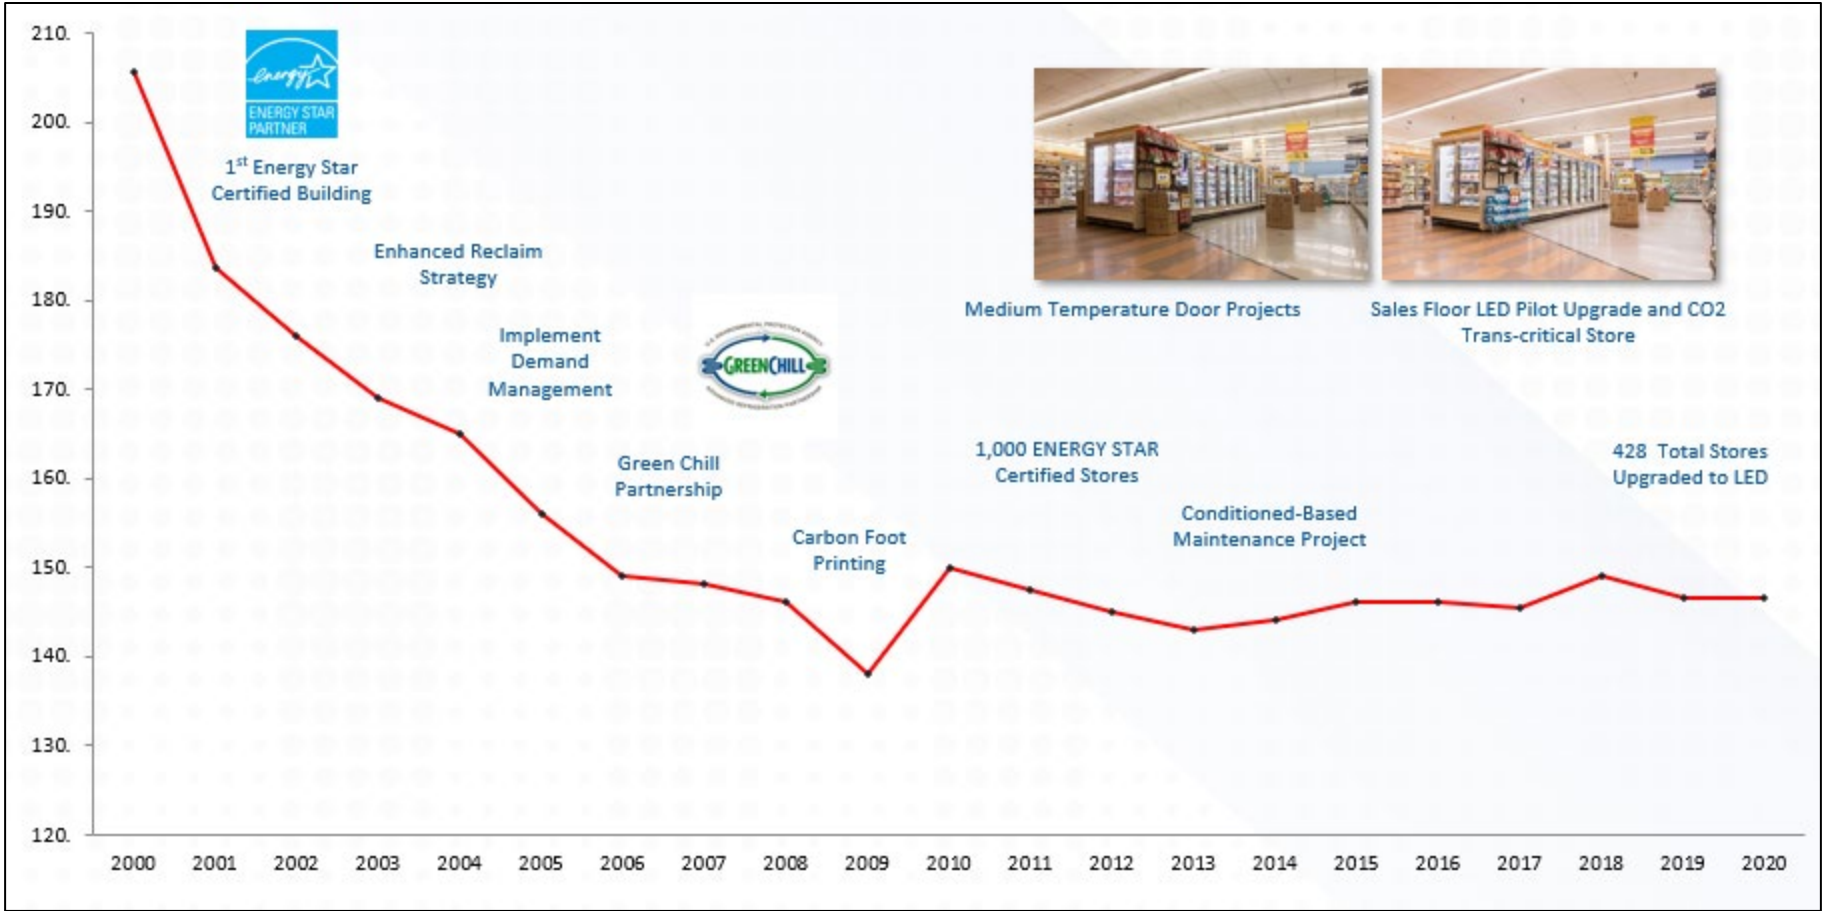 210.
200.
190.
180.
170.
160.
150.
140.
130.
120.
energy
ENERGY STAR
PARTNER
1st Energy Star
Certified Building
Enhanced Reclaim
Strategy
Implement
Demand
Management
GREENCHILL
Green Chill
Partnership
Carbon Foot
Printing
Medium Temperature Door Projects
Sales Floor LED Pilot Upgrade and CO2
Trans-critical Store
1,000 ENERGY STAR
Certified Stores
Conditioned-Based
Maintenance Project
428 Total Stores
Upgraded to LED
2000 2001 2002 2003 2004 2005 2006 2007 2008 2009 2010 2011 2012 2013 2014 2015 2016 2017 2018 2019 2020